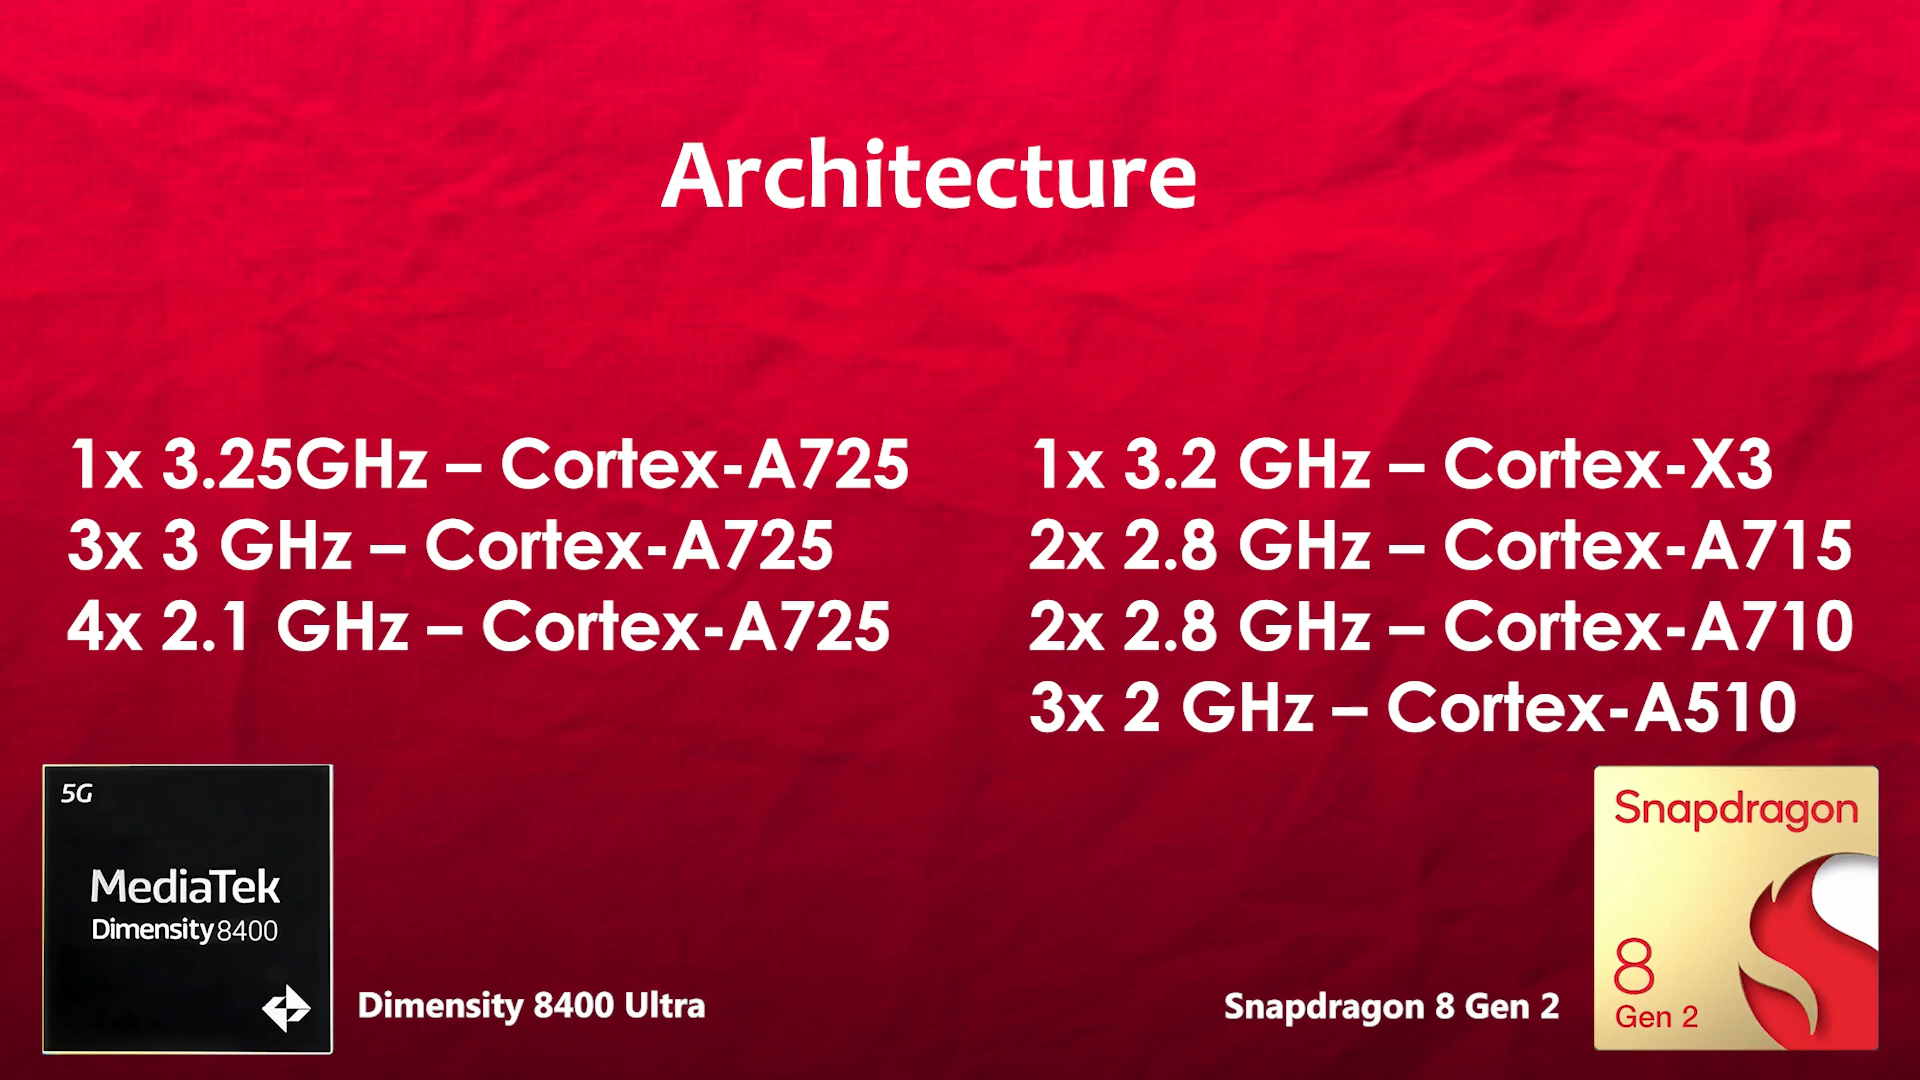 Architecture
1x 3.25GHz – Cortex-A725
3x 3 GHz – Cortex-A725
4x 2.1 GHz – Cortex-A725
1x 3.2 GHz – Cortex-X3
2x 2.8 GHz – Cortex-A715
2x 2.8 GHz – Cortex-A710
3x 2 GHz – Cortex-A510
5G
MediaTek
Dimensity 8400
Dimensity 8400 Ultra
Snapdragon 8 Gen 2
Snapdragon
8
Gen 2